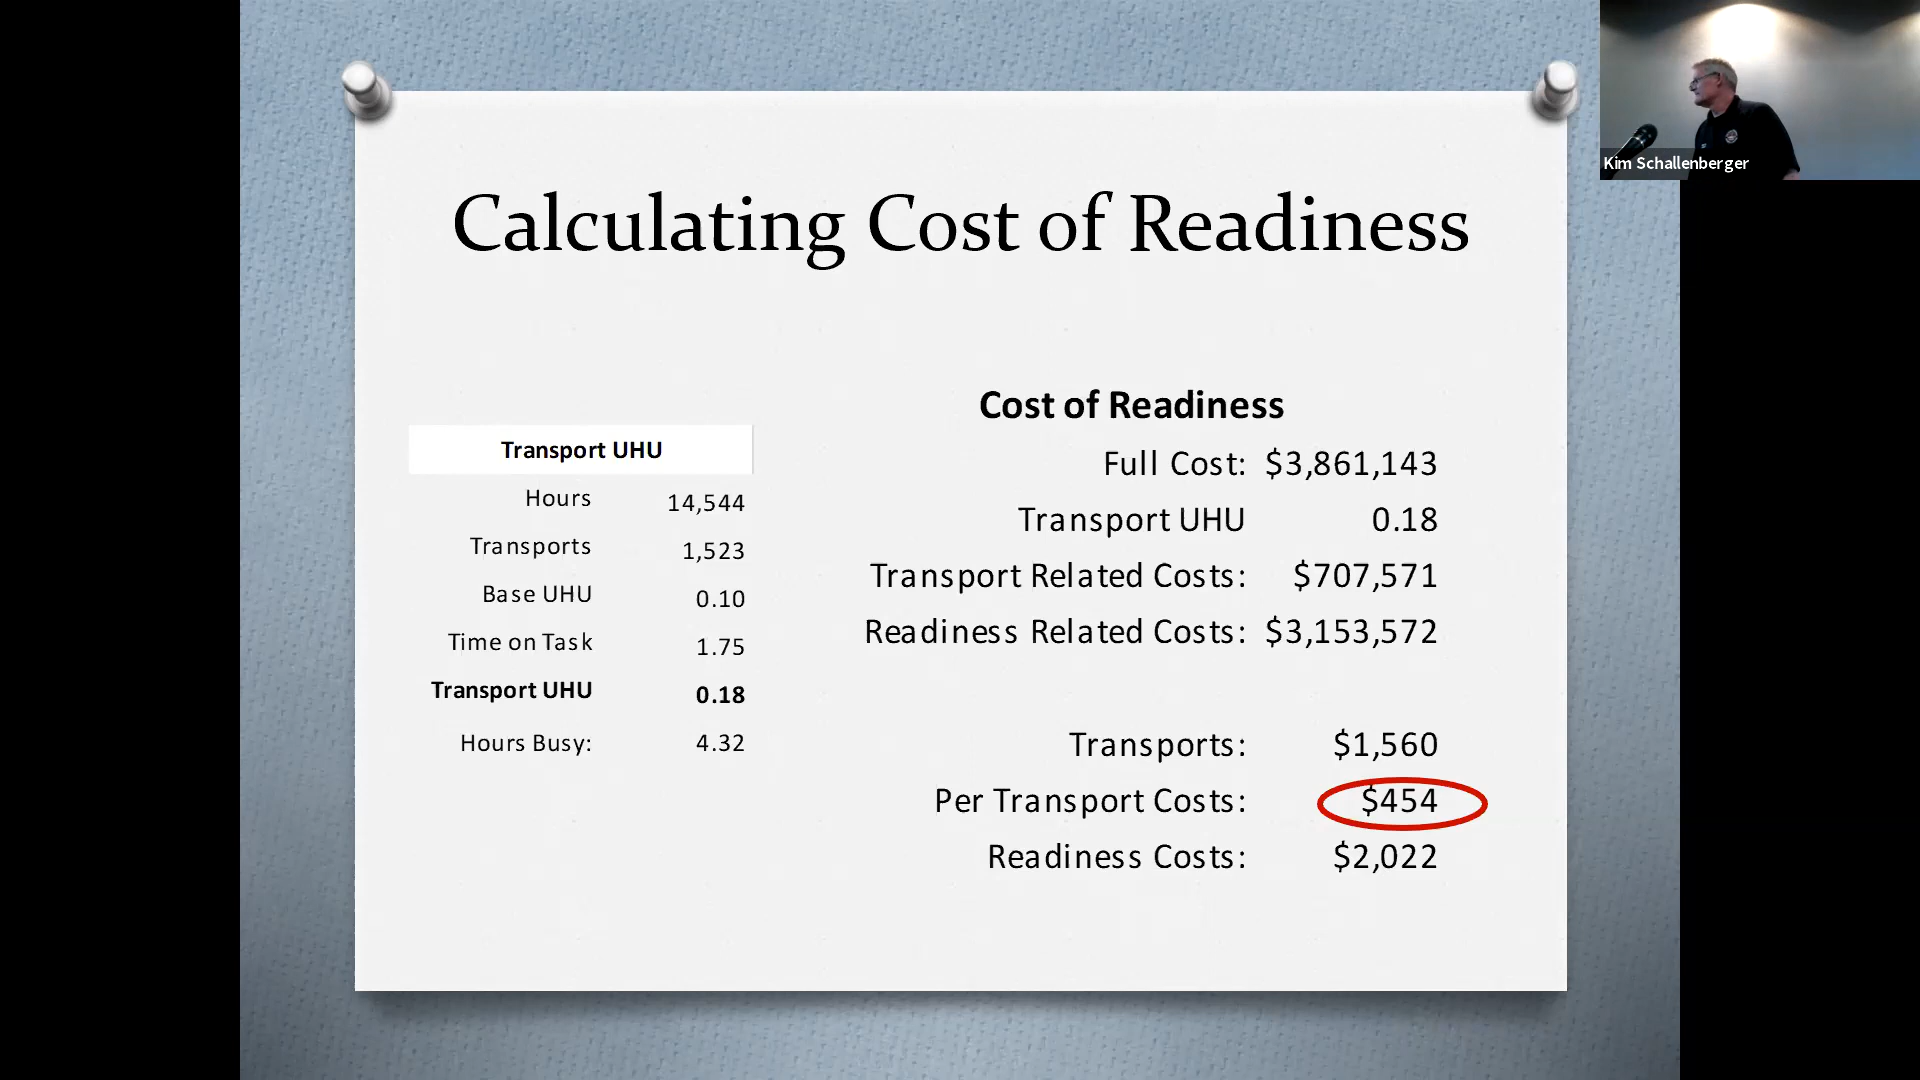 Kim Schallenberger
Calculating Cost of Readiness
Transport UHU
Hours 14,544
Transports 1,523
Base UHU 0.10
Time on Task 1.75
Transport UHU 0.18
Hours Busy: 4.32
Cost of Readiness
Full Cost: $3,861,143
Transport UHU 0.18
Transport Related Costs: $707,571
Readiness Related Costs: $3,153,572
Transports: $1,560
Per Transport Costs: $454
Readiness Costs: $2,022